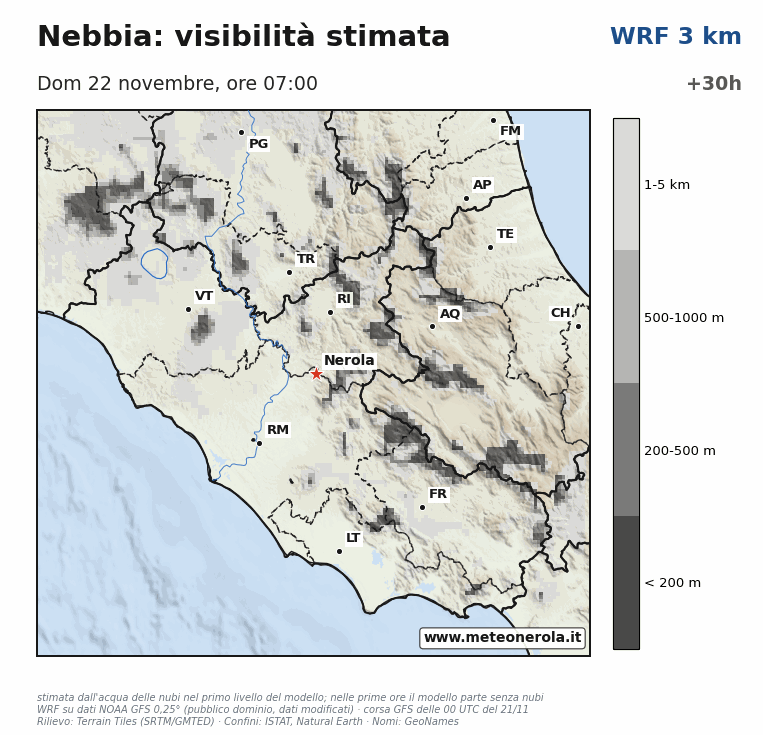 Nebbia: visibilità stimata
WRF 3 km
Dom 22 novembre, ore 07:00
+30h
FM
PG
AP
TE
TR
VT
RI
AQ
CH
Nerola
RM
FR
LT
www.meteonerola.it
1-5 km
500-1000 m
200-500 m
< 200 m
stimata dall'acqua delle nubi nel primo livello del modello; nelle prime ore il modello parte senza nubi
WRF su dati NOAA GFS 0,25° (pubblico dominio, dati modificati) · corsa GFS delle 00 UTC del 21/11
Rilievo: Terrain Tiles (SRTM/GMTED) · Confini: ISTAT, Natural Earth · Nomi: GeoNames